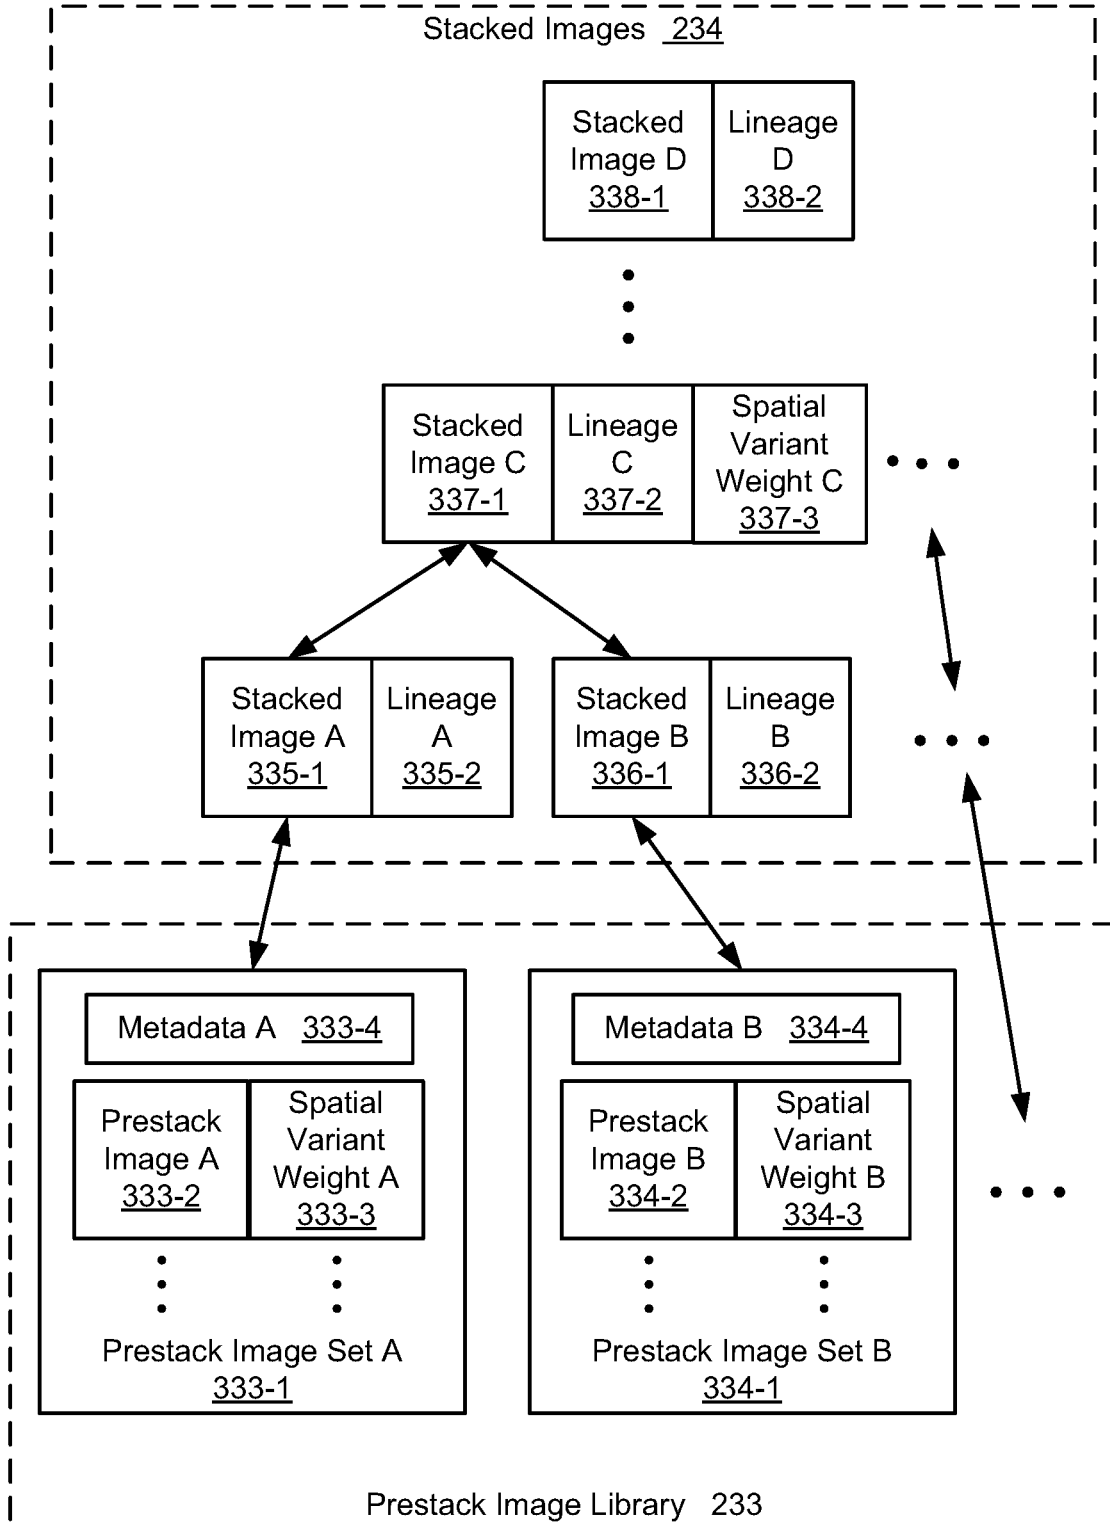 Stacked Images 234
Stacked
Image D
338-1
Lineage
D
338-2
Stacked
Image C
337-1
Lineage
C
337-2
Spatial
Variant
Weight C
337-3
Stacked
Image A
335-1
Lineage
A
335-2
Stacked
Image B
336-1
Lineage
B
336-2
Metadata A 333-4
Prestack
Image A
333-2
Spatial
Variant
Weight A
333-3
Prestack Image Set A
333-1
Metadata B 334-4
Prestack
Image B
334-2
Spatial
Variant
Weight B
334-3
Prestack Image Set B
334-1
Prestack Image Library 233